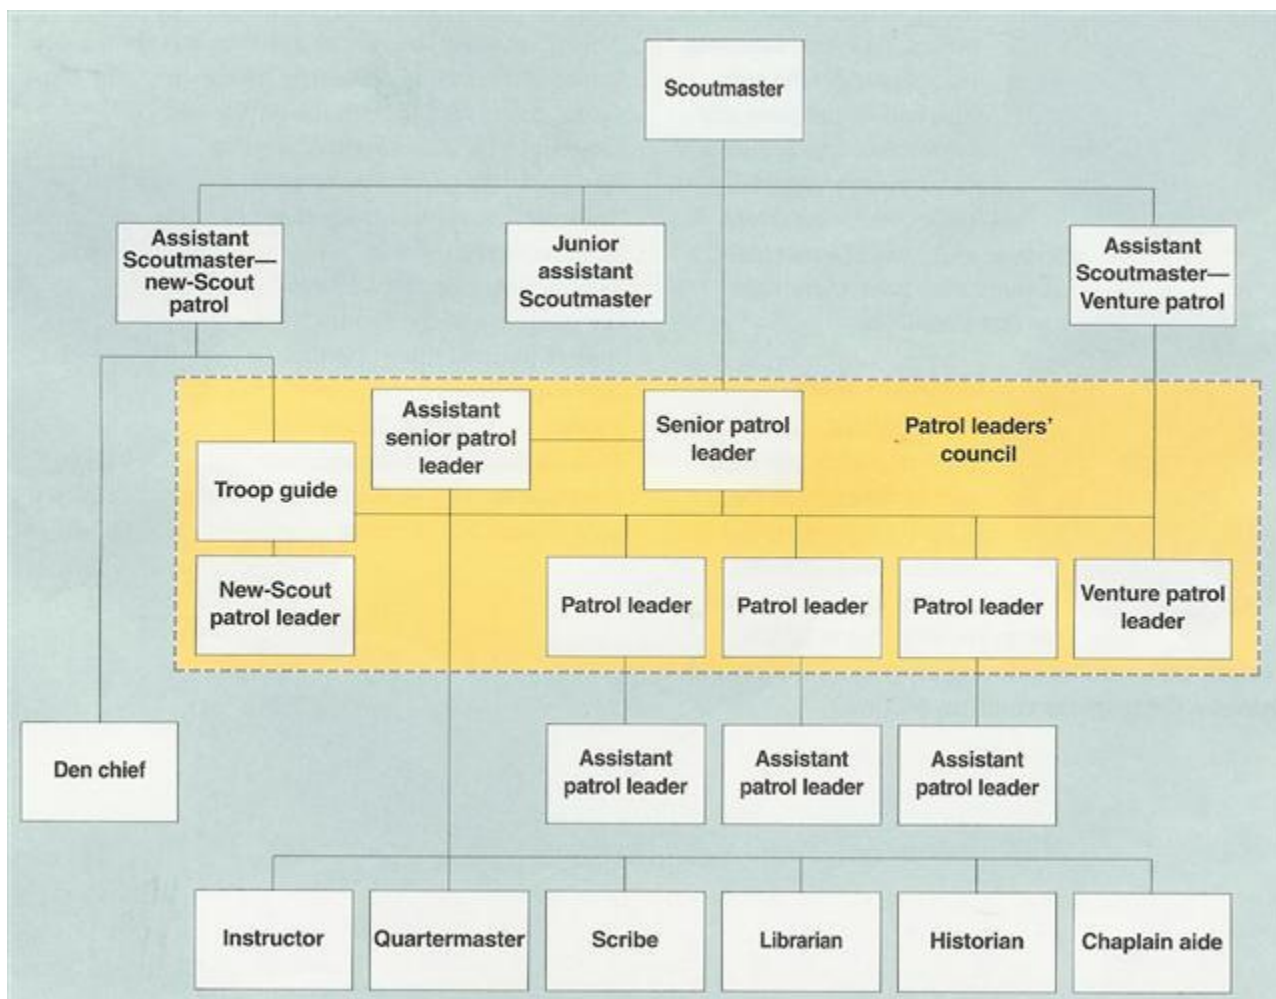 Scoutmaster
Assistant
Scoutmaster—
new-Scout
patrol
Junior
assistant
Scoutmaster
Assistant
Scoutmaster—
Venture patrol
Assistant
senior patrol
leader
Senior patrol
leader
Patrol leaders'
council
Troop guide
New-Scout
patrol leader
Patrol leader
Patrol leader
Patrol leader
Venture patrol
leader
Den chief
Assistant
patrol leader
Assistant
patrol leader
Assistant
patrol leader
Instructor
Quartermaster
Scribe
Librarian
Historian
Chaplain aide